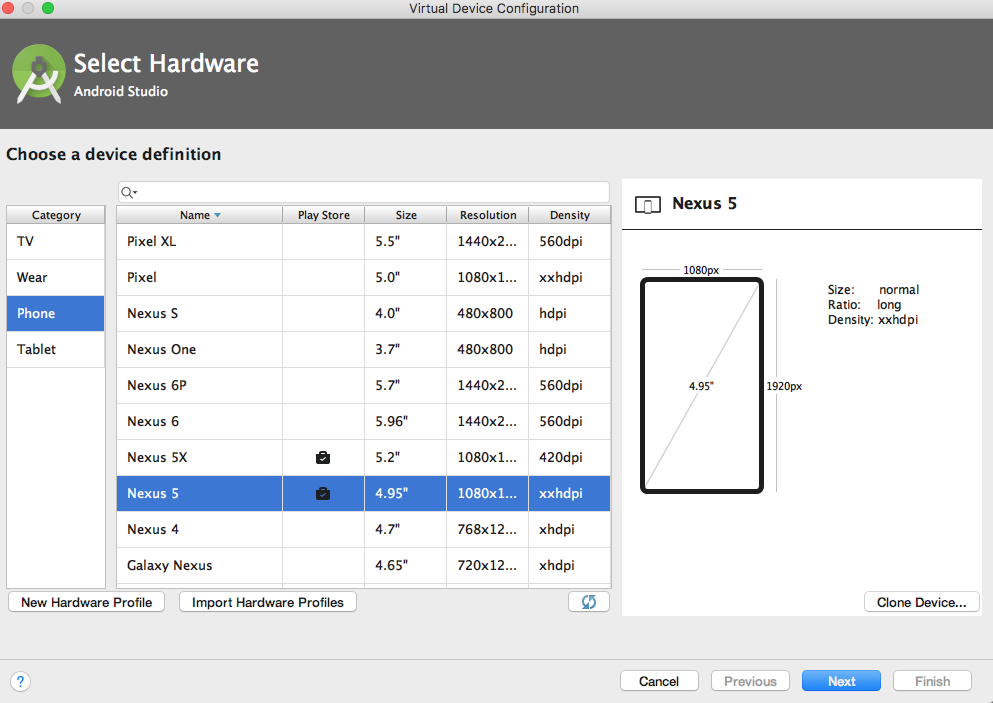 Virtual Device Configuration
Select Hardware
Android Studio
Choose a device definition
Category
TV
Wear
Phone
Tablet
Name Play Store Size Resolution Density
Pixel XL 5.5" 1440x2... 560dpi
Pixel 5.0" 1080x1... xxhdpi
Nexus S 4.0" 480x800 hdpi
Nexus One 3.7" 480x800 hdpi
Nexus 6P 5.7" 1440x2... 560dpi
Nexus 6 5.96" 1440x2... 560dpi
Nexus 5X 5.2" 1080x1... 420dpi
Nexus 5 4.95" 1080x1... xxhdpi
Nexus 4 4.7" 768x12... xhdpi
Galaxy Nexus 4.65" 720x12... xhdpi
New Hardware Profile Import Hardware Profiles
Nexus 5
1080px
4.95"
1920px
Size: normal
Ratio: long
Density: xxhdpi
Clone Device...
? Cancel Previous Next Finish